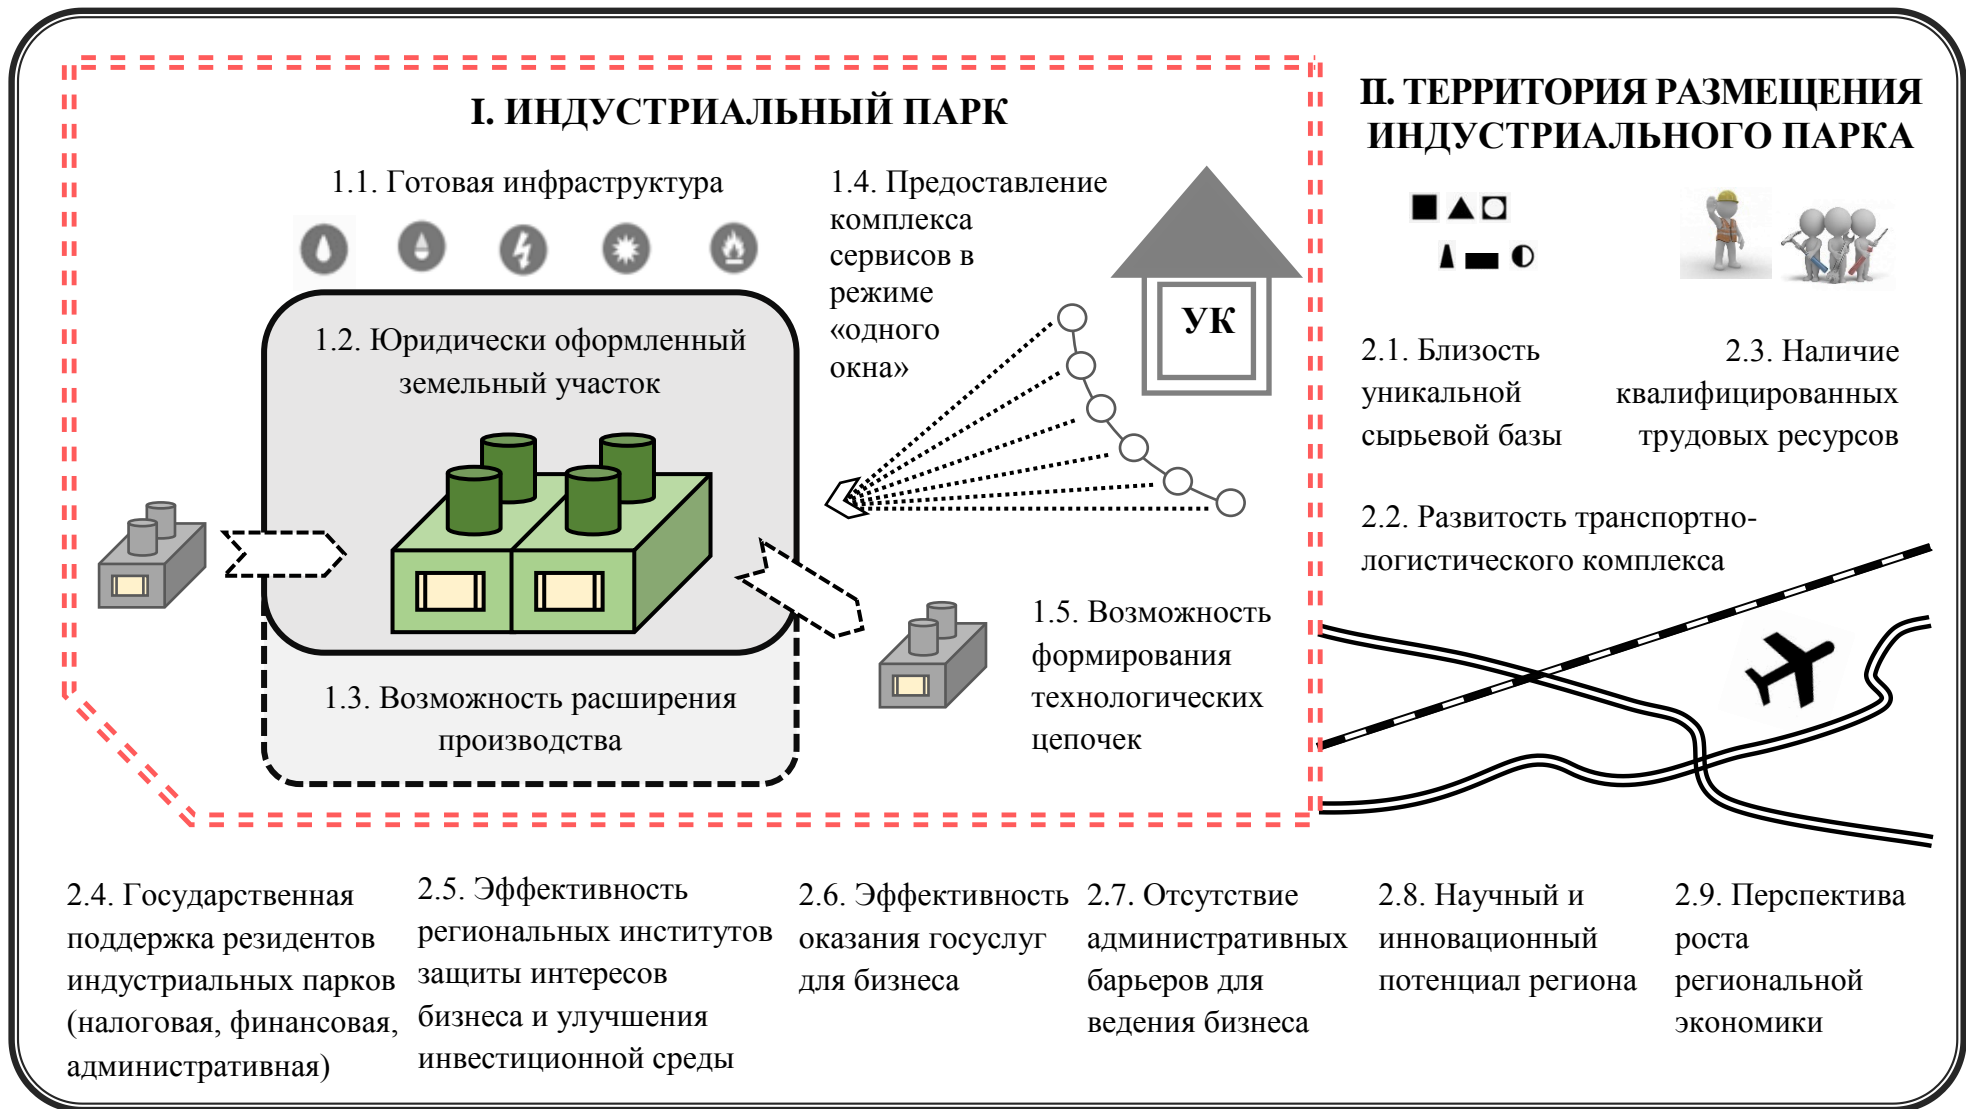 I. ИНДУСТРИАЛЬНЫЙ ПАРК
1.1. Готовая инфраструктура
1.2. Юридически оформленный
земельный участок
1.3. Возможность расширения
производства
1.4. Предоставление
комплекса
сервисов в
режиме
«одного
окна»
УК
1.5. Возможность
формирования
технологических
цепочек
II. ТЕРРИТОРИЯ РАЗМЕЩЕНИЯ
ИНДУСТРИАЛЬНОГО ПАРКА
2.1. Близость
уникальной
сырьевой базы
2.3. Наличие
квалифицированных
трудовых ресурсов
2.2. Развитость транспортно-
логистического комплекса
2.4. Государственная
поддержка резидентов
индустриальных парков
(налоговая, финансовая,
административная)
2.5. Эффективность
региональных институтов
защиты интересов
бизнеса и улучшения
инвестиционной среды
2.6. Эффективность
оказания госуслуг
для бизнеса
2.7. Отсутствие
административных
барьеров для
ведения бизнеса
2.8. Научный и
инновационный
потенциал региона
2.9. Перспектива
роста
региональной
экономики